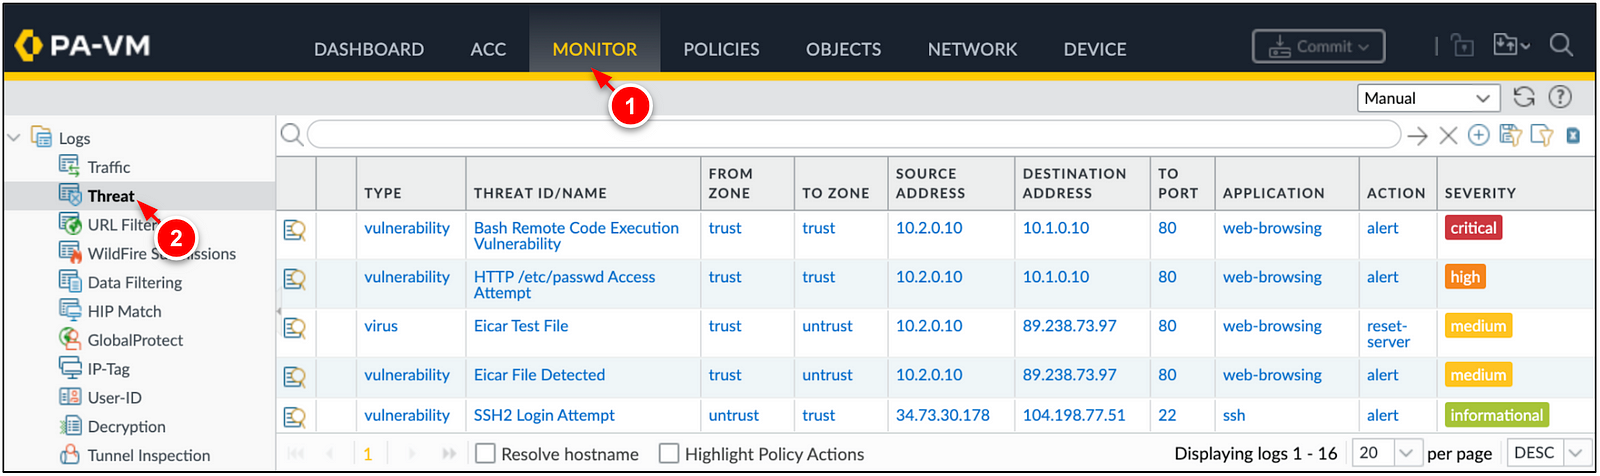 PA-VM
DASHBOARD ACC MONITOR POLICIES OBJECTS NETWORK DEVICE Commit
1
Manual
Logs
Traffic
Threat
URL Filter
2
WildFire Submissions
Data Filtering
HIP Match
GlobalProtect
IP-Tag
User-ID
Decryption
Tunnel Inspection
TYPE THREAT ID/NAME FROM ZONE TO ZONE SOURCE ADDRESS DESTINATION ADDRESS TO PORT APPLICATION ACTION SEVERITY
vulnerability Bash Remote Code Execution Vulnerability trust trust 10.2.0.10 10.1.0.10 80 web-browsing alert critical
vulnerability HTTP /etc/passwd Access Attempt trust trust 10.2.0.10 10.1.0.10 80 web-browsing alert high
virus Eicar Test File trust untrust 10.2.0.10 89.238.73.97 80 web-browsing reset-server medium
vulnerability Eicar File Detected trust untrust 10.2.0.10 89.238.73.97 80 web-browsing alert medium
vulnerability SSH2 Login Attempt untrust trust 34.73.30.178 104.198.77.51 22 ssh alert informational
1 Resolve hostname Highlight Policy Actions Displaying logs 1 - 16 20 per page DESC